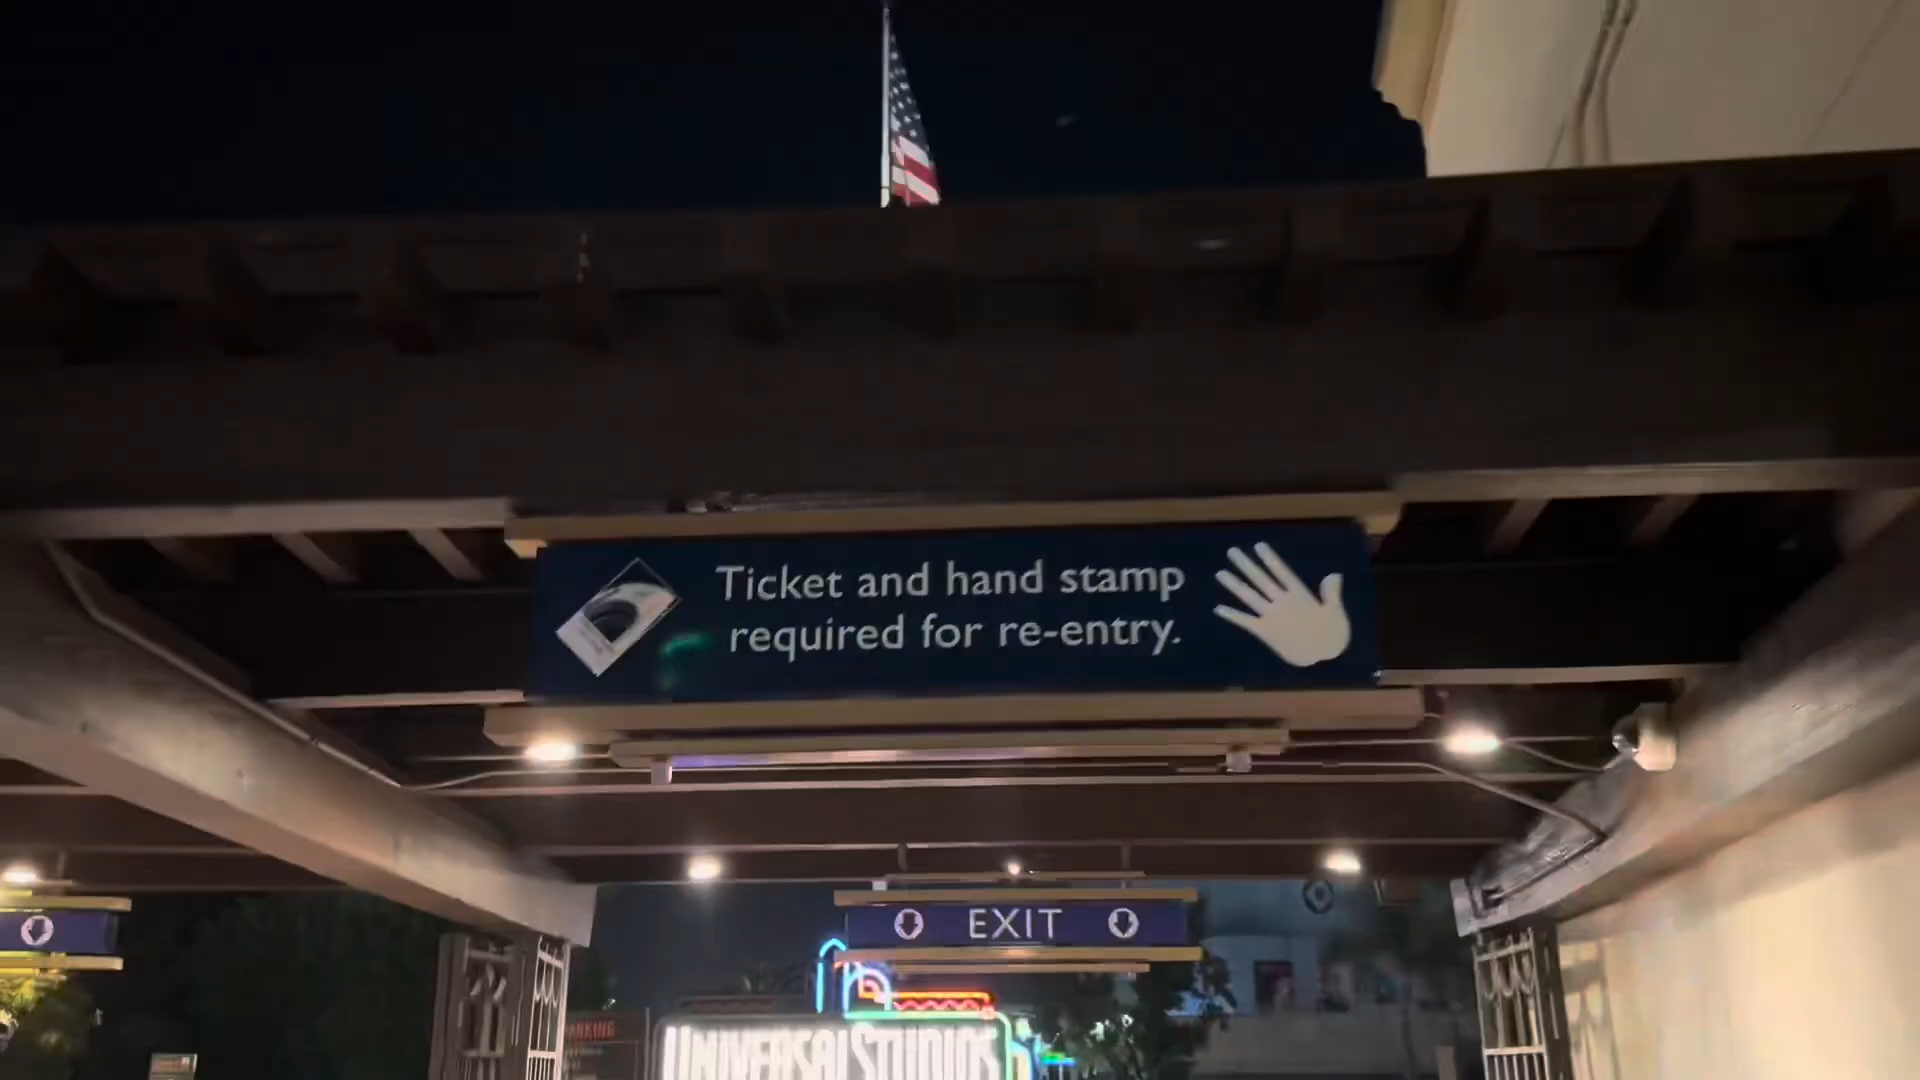 Ticket and hand stamp
required for re-entry.
EXIT
UNIVERSAL STUDIOS